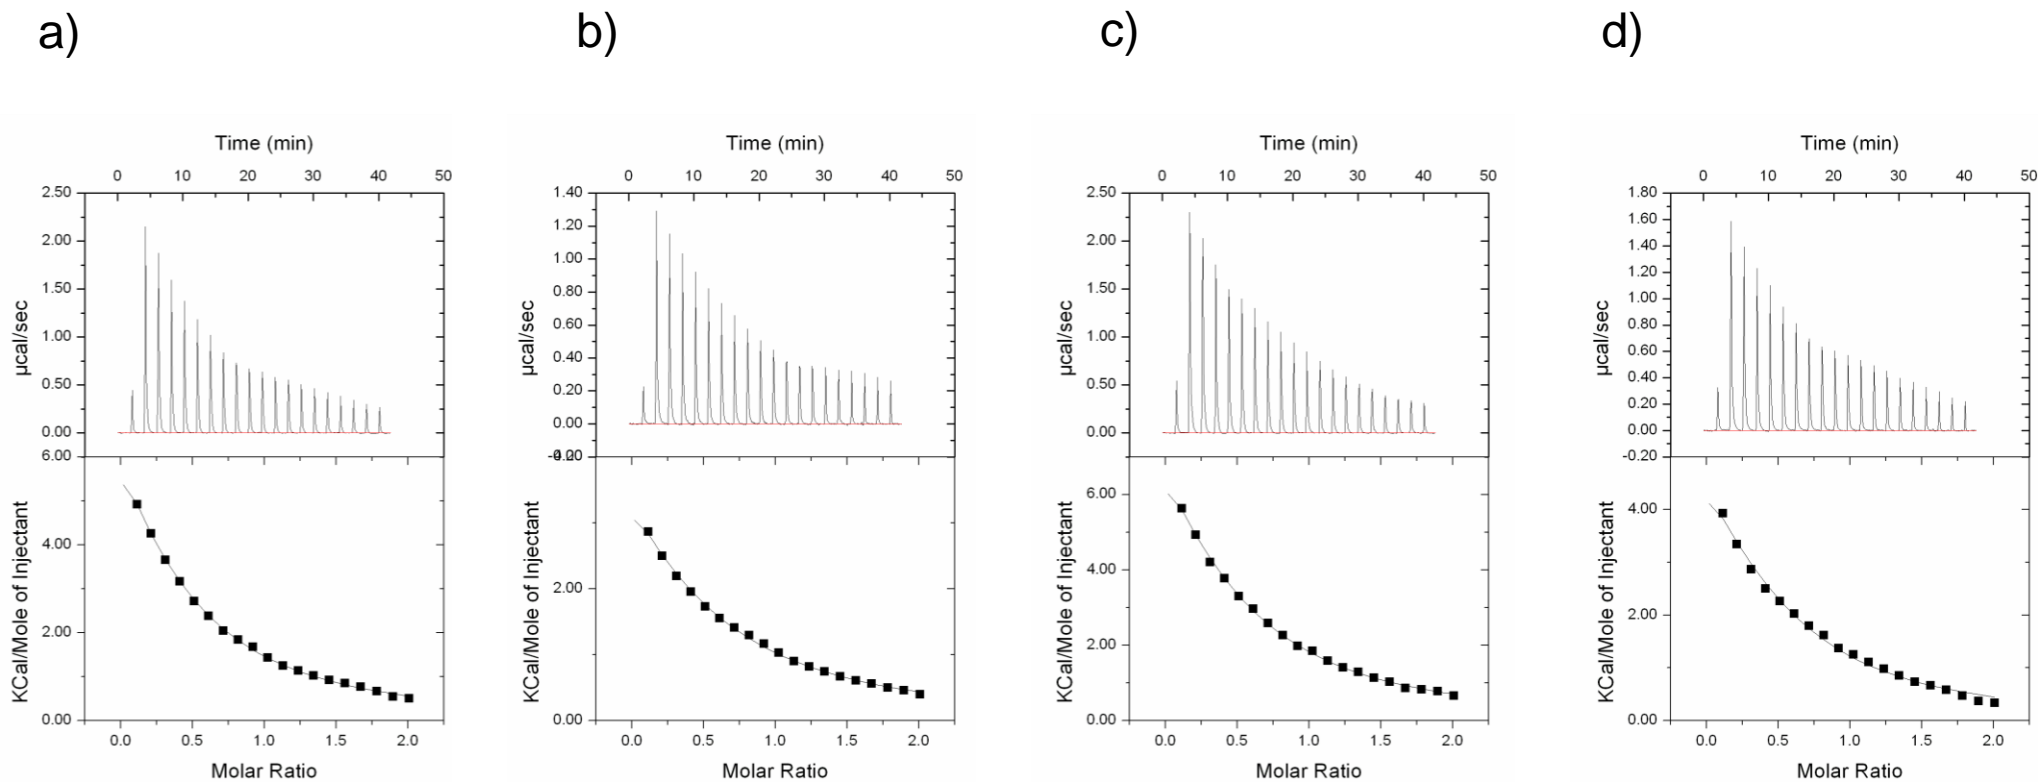 a)
b)
c)
d)
Time (min)
0 10 20 30 40 50
2.50
2.00
1.50
1.00
0.50
0.00
µcal/sec
6.00
4.00
2.00
0.00
KCal/Mole of Injectant
0.0 0.5 1.0 1.5 2.0
Molar Ratio
Time (min)
0 10 20 30 40 50
1.40
1.20
1.00
0.80
0.60
0.40
0.20
0.00
µcal/sec
2.00
0.00
KCal/Mole of Injectant
0.0 0.5 1.0 1.5 2.0
Molar Ratio
Time (min)
0 10 20 30 40 50
2.50
2.00
1.50
1.00
0.50
0.00
µcal/sec
6.00
4.00
2.00
0.00
KCal/Mole of Injectant
0.0 0.5 1.0 1.5 2.0
Molar Ratio
Time (min)
0 10 20 30 40 50
1.80
1.60
1.40
1.20
1.00
0.80
0.60
0.40
0.20
0.00
-0.20
µcal/sec
4.00
2.00
0.00
KCal/Mole of Injectant
0.0 0.5 1.0 1.5 2.0
Molar Ratio